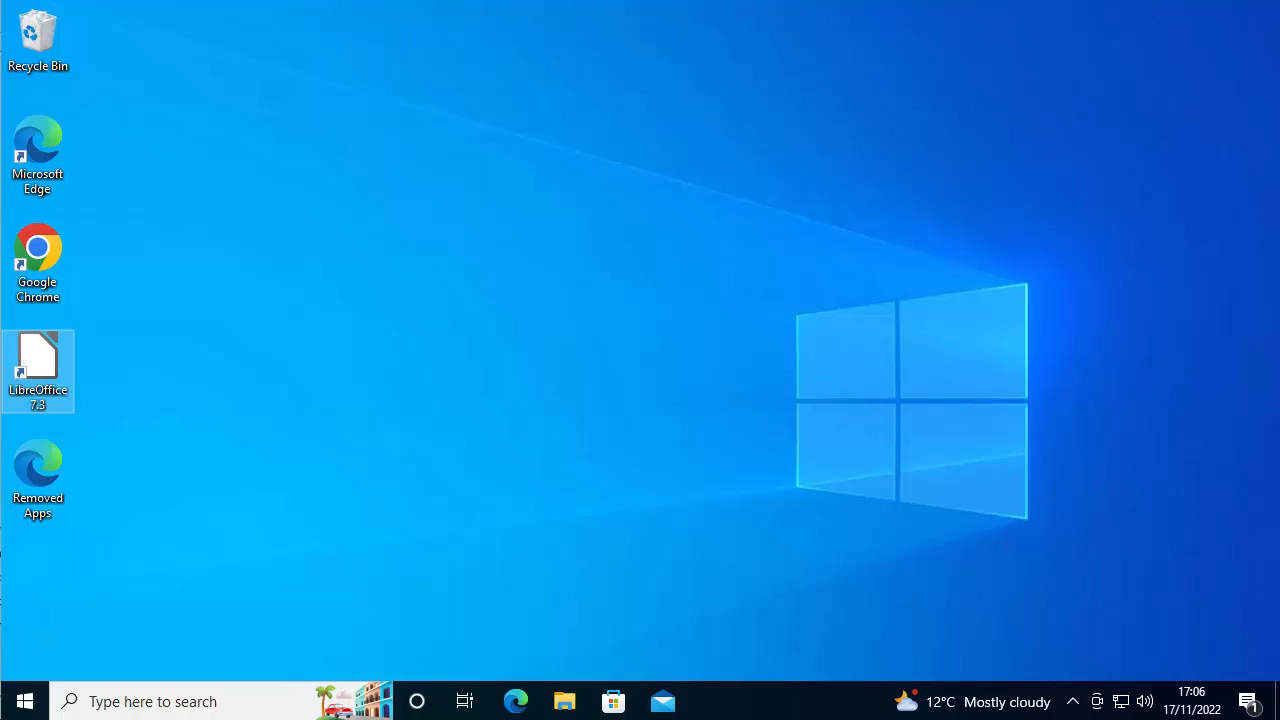 Recycle Bin
Microsoft
Edge
Google
Chrome
LibreOffice
7.3
Removed
Apps
Type here to search
12°C Mostly cloudy
17:06
17/11/2022
1